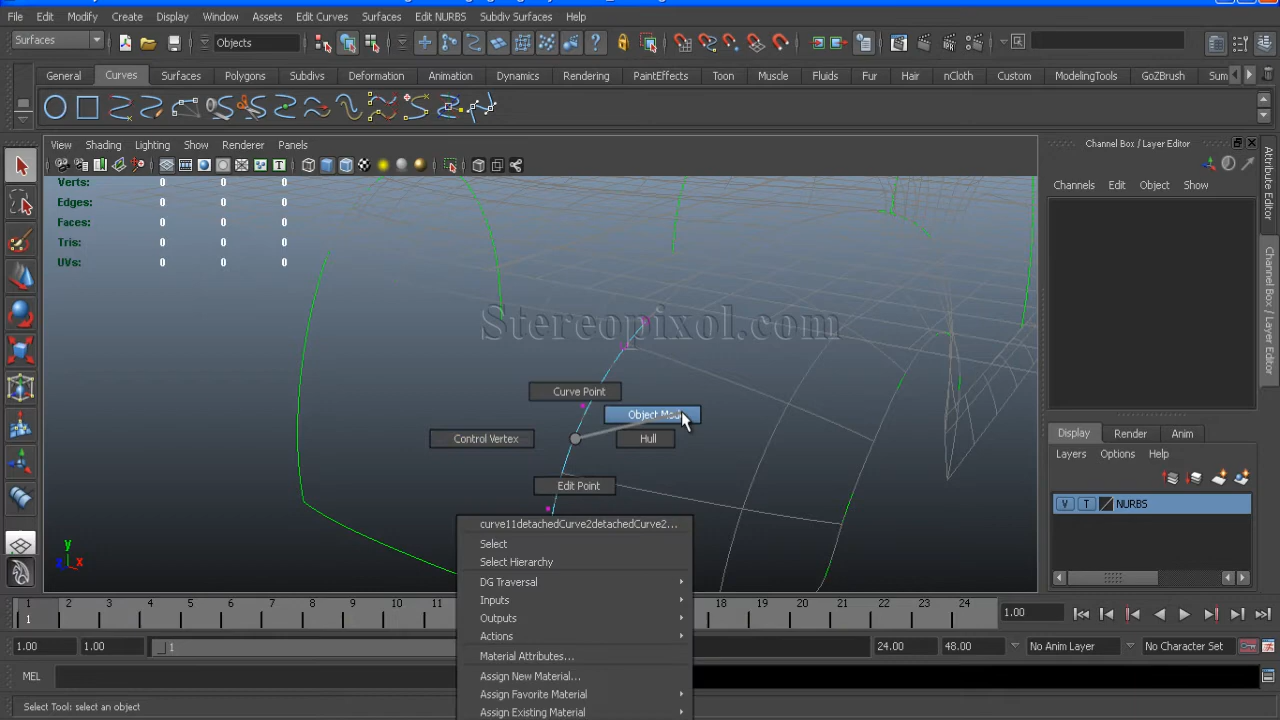 File Edit Modify Create Display Window Assets Edit Curves Surfaces Edit NURBS Subdiv Surfaces Help
Surfaces Objects
General Curves Surfaces Polygons Subdivs Deformation Animation Dynamics Rendering PaintEffects Toon Muscle Fluids Fur Hair nCloth Custom ModelingTools GoZBrush Sum
View Shading Lighting Show Renderer Panels
Channel Box / Layer Editor
Channels Edit Object Show
Attribute Editor
Channel Box / Layer Editor
Verts: 0 0 0
Edges: 0 0 0
Faces: 0 0 0
Tris: 0 0 0
UVs: 0 0 0
Stereopixol.com
Curve Point
Object Mode
Control Vertex
Hull
Edit Point
curve11detachedCurve2detachedCurve2...
Select
Select Hierarchy
DG Traversal
Inputs
Outputs
Actions
Material Attributes...
Assign New Material...
Assign Favorite Material
Assign Existing Material
Display Render Anim
Layers Options Help
V T NURBS
y
z x
1 2 3 4 5 6 7 8 9 10 11 18 19 20 21 22 23 24
1
1.00
1.00 1.00 1 24.00 48.00 No Anim Layer No Character Set
MEL
Select Tool: select an object